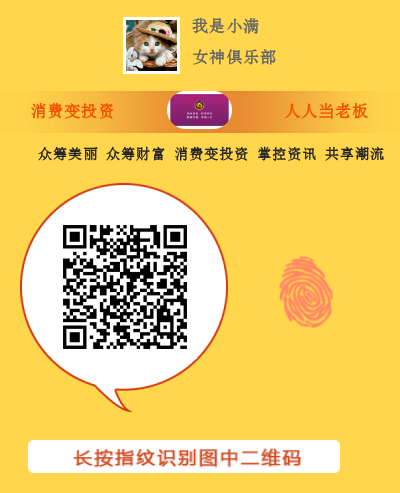 我是小满
女神俱乐部
消费变投资 人人当老板
众筹美丽 众筹财富 消费变投资 掌控资讯 共享潮流
长按指纹识别图中二维码